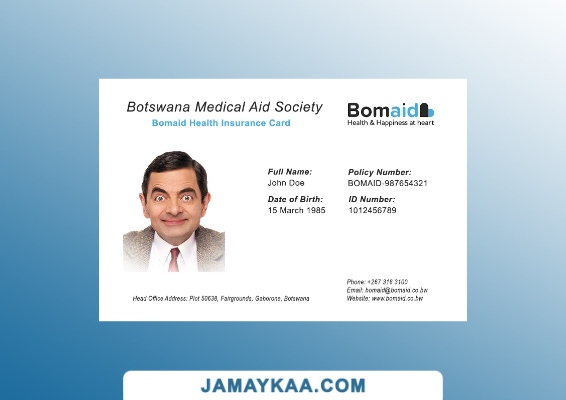 Botswana Medical Aid Society
Bomaid Health Insurance Card
Bomaid
Health & Happiness at heart
Full Name:
John Doe
Policy Number:
BOMAID-987654321
Date of Birth:
15 March 1985
ID Number:
1012456789
Phone: +267 318 3100
Email: bomaid@bomaid.co.bw
Website: www.bomaid.co.bw
Head Office Address: Plot 50638, Fairgrounds, Gaborone, Botswana
JAMAYKAA.COM